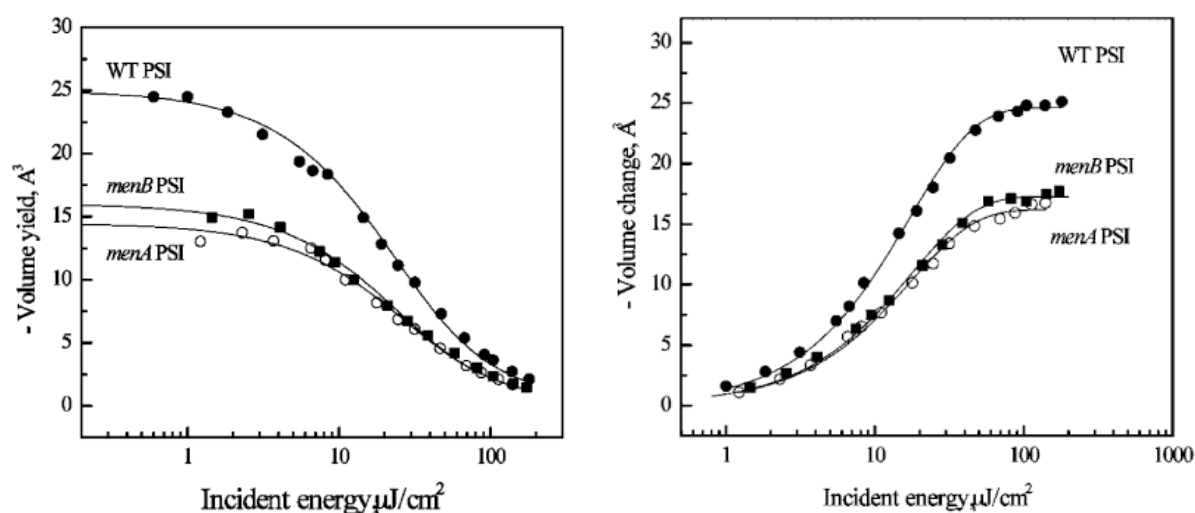 30
25
20
15
10
5
0
- Volume yield, A³
WT PSI
menB PSI
menA PSI
1 10 100
Incident energy,µJ/cm²
30
25
20
15
10
5
0
- Volume change, Å³
WT PSI
menB PSI
menA PSI
1 10 100 1000
Incident energy,µJ/cm²